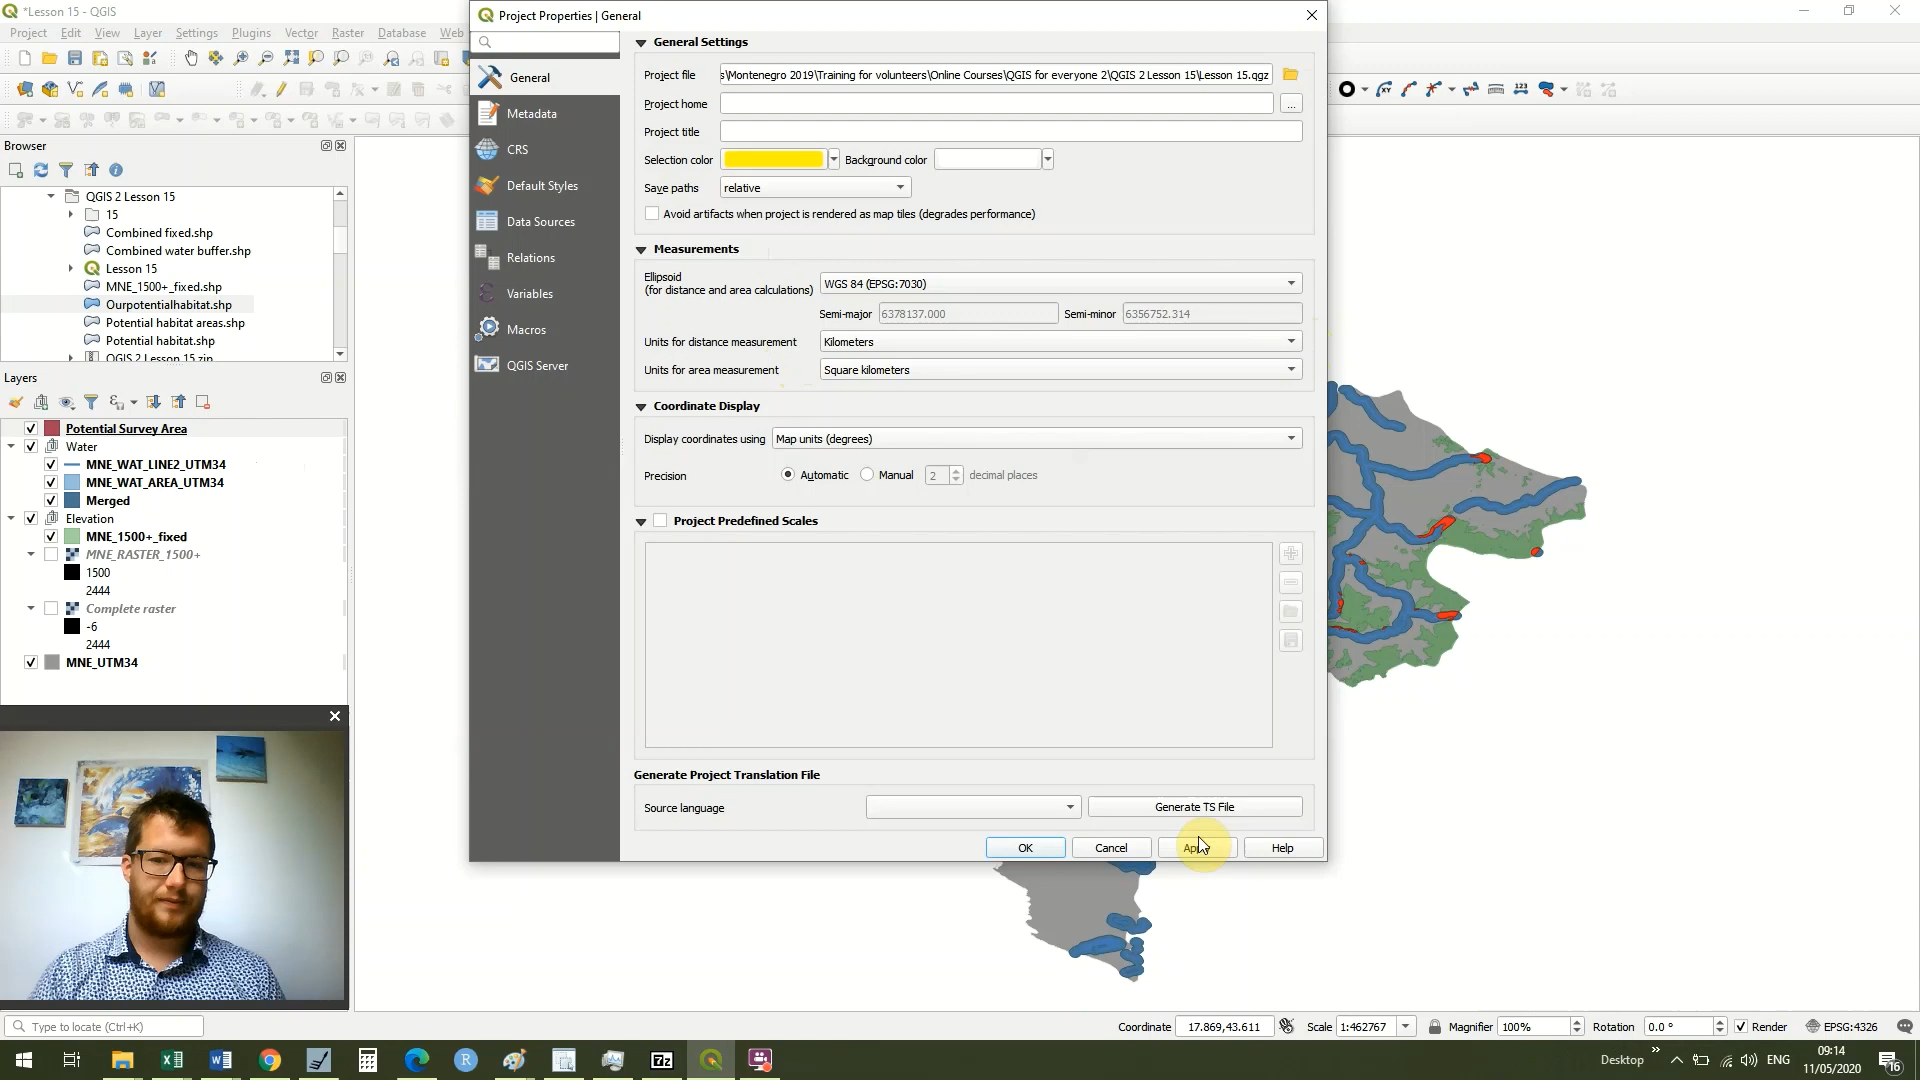 *Lesson 15 - QGIS
Project Edit View Layer Settings Plugins Vector Raster Database Web
Browser
QGIS 2 Lesson 15
15
Combined fixed.shp
Combined water buffer.shp
Lesson 15
MNE_1500+_fixed.shp
Ourpotentialhabitat.shp
Potential habitat areas.shp
Potential habitat.shp
QGIS 2 Lesson 15.zip
Layers
Potential Survey Area
Water
MNE_WAT_LINE2_UTM34
MNE_WAT_AREA_UTM34
Merged
Elevation
MNE_1500+_fixed
MNE_RASTER_1500+
1500
2444
Complete raster
-6
2444
MNE_UTM34
Project Properties | General
General
Metadata
CRS
Default Styles
Data Sources
Relations
Variables
Macros
QGIS Server
General Settings
Project file s\Montenegro 2019\Training for volunteers\Online Courses\QGIS for everyone 2\QGIS 2 Lesson 15\Lesson 15.qgz
Project home ...
Project title
Selection color Background color
Save paths relative
Avoid artifacts when project is rendered as map tiles (degrades performance)
Measurements
Ellipsoid
(for distance and area calculations) WGS 84 (EPSG:7030)
Semi-major 6378137.000 Semi-minor 6356752.314
Units for distance measurement Kilometers
Units for area measurement Square kilometers
Coordinate Display
Display coordinates using Map units (degrees)
Precision Automatic Manual 2 decimal places
Project Predefined Scales
Generate Project Translation File
Source language Generate TS File
OK Cancel Help
Type to locate (Ctrl+K) Coordinate 17.869,43.611 Scale 1:462767 Magnifier 100% Rotation 0.0 ° Render EPSG:4326
Desktop ENG 09:14
11/05/2020 16